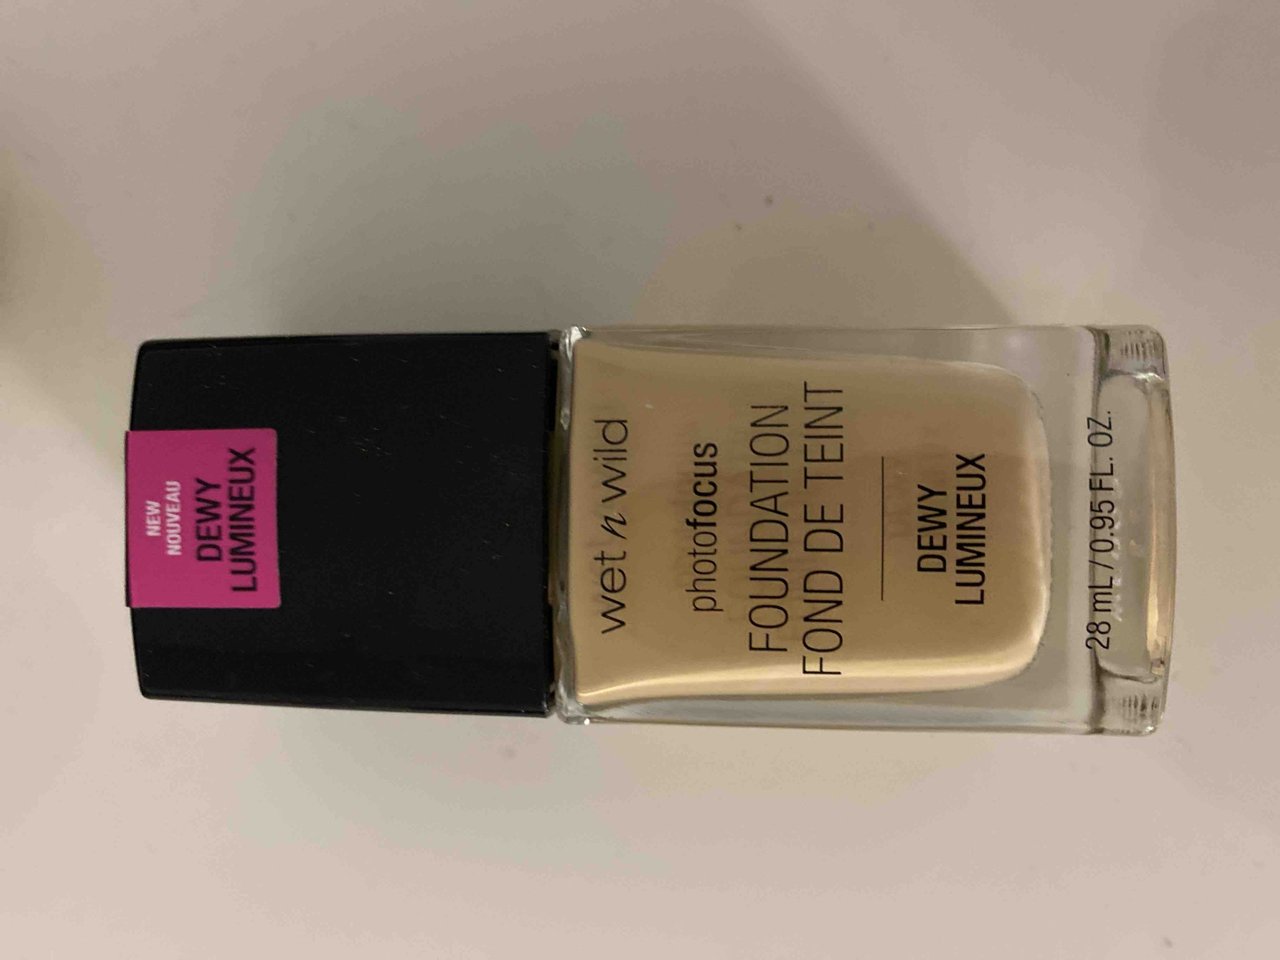 NEW
NOUVEAU
DEWY
LUMINEUX
wet n wild
photofocus
FOUNDATION
FOND DE TEINT
DEWY
LUMINEUX
28 mL / 0.95 FL. OZ.